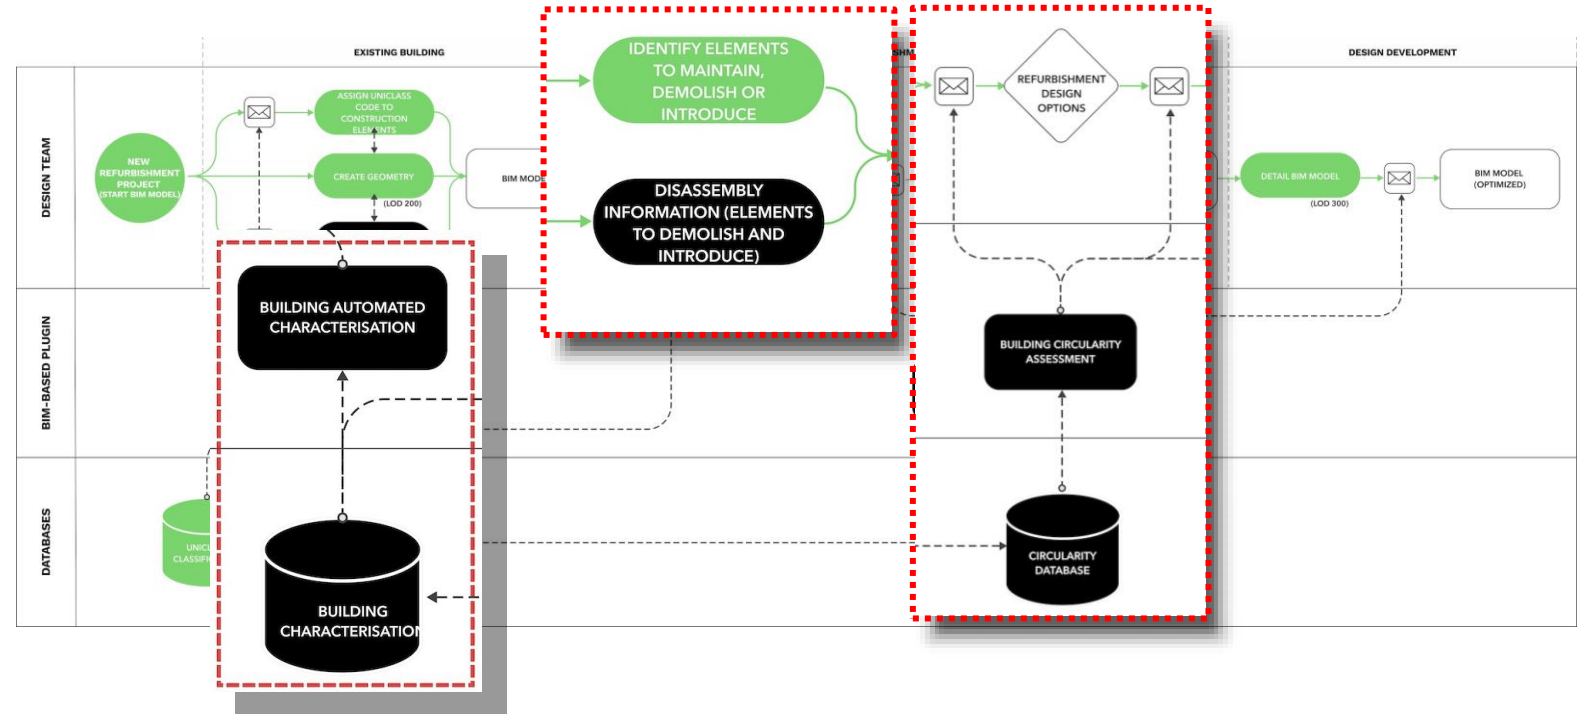 EXISTING BUILDING
DESIGN DEVELOPMENT
DESIGN TEAM
BIM-BASED PLUGIN
DATABASES
NEW
REFURBISHMENT
PROJECT
(START BIM MODEL)
ASSIGN UNICLASS
CODE TO
CONSTRUCTION
ELEMENTS
CREATE GEOMETRY
(LOD 200)
BIM MODE
IDENTIFY ELEMENTS
TO MAINTAIN,
DEMOLISH OR
INTRODUCE
DISASSEMBLY
INFORMATION (ELEMENTS
TO DEMOLISH AND
INTRODUCE)
REFURBISHMENT
DESIGN
OPTIONS
DETAIL BIM MODEL
(LOD 300)
BIM MODEL
(OPTIMIZED)
BUILDING AUTOMATED
CHARACTERISATION
BUILDING CIRCULARITY
ASSESSMENT
UNICL
CLASSIFI
BUILDING
CHARACTERISATION
CIRCULARITY
DATABASE